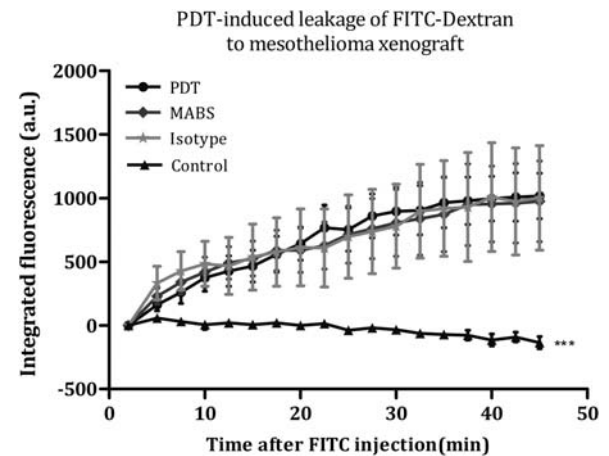 PDT-induced leakage of FITC-Dextran
to mesothelioma xenograft
Integrated fluorescence (a.u.)
2000
1500
1000
500
0
-500
PDT
MABS
Isotype
Control
***
0
10
20
30
40
50
Time after FITC injection(min)